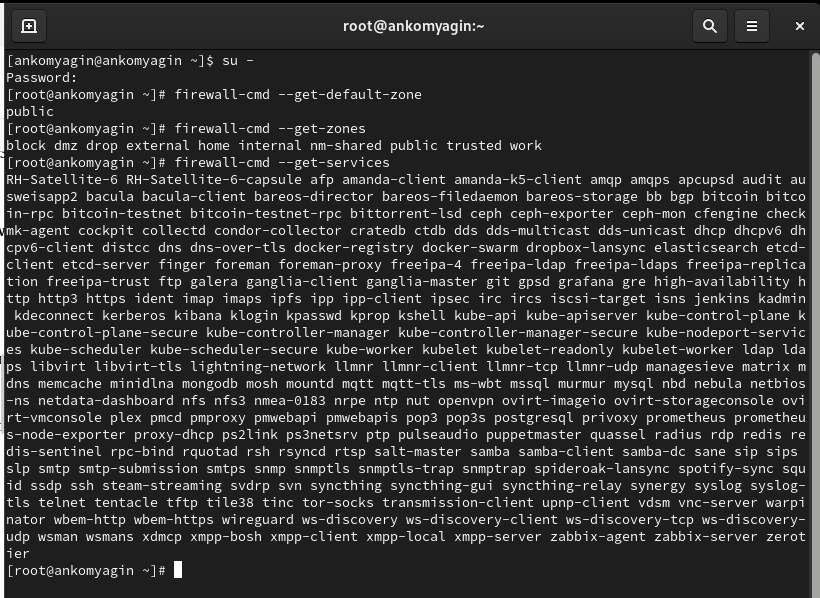 root@ankomyagin:~
[ankomyagin@ankomyagin ~]$ su -
Password:
[root@ankomyagin ~]# firewall-cmd --get-default-zone
public
[root@ankomyagin ~]# firewall-cmd --get-zones
block dmz drop external home internal nm-shared public trusted work
[root@ankomyagin ~]# firewall-cmd --get-services
RH-Satellite-6 RH-Satellite-6-capsule afp amanda-client amanda-k5-client amqp amqps apcupsd audit au
sweisapp2 bacula bacula-client bareos-director bareos-filedaemon bareos-storage bb bgp bitcoin bitco
in-rpc bitcoin-testnet bitcoin-testnet-rpc bittorrent-lsd ceph ceph-exporter ceph-mon cfengine check
mk-agent cockpit collectd condor-collector cratedb ctdb dds dds-multicast dds-unicast dhcp dhcpv6 dh
cpv6-client distcc dns dns-over-tls docker-registry docker-swarm dropbox-lansync elasticsearch etcd-
client etcd-server finger foreman foreman-proxy freeipa-4 freeipa-ldap freeipa-ldaps freeipa-replica
tion freeipa-trust ftp galera ganglia-client ganglia-master git gpsd grafana gre high-availability h
ttp http3 https ident imap imaps ipfs ipp ipp-client ipsec irc ircs iscsi-target isns jenkins kadmin
 kdeconnect kerberos kibana klogin kpasswd kprop kshell kube-api kube-apiserver kube-control-plane k
ube-control-plane-secure kube-controller-manager kube-controller-manager-secure kube-nodeport-servic
es kube-scheduler kube-scheduler-secure kube-worker kubelet kubelet-readonly kubelet-worker ldap lda
ps libvirt libvirt-tls lightning-network llmnr llmnr-client llmnr-tcp llmnr-udp managesieve matrix m
dns memcache minidlna mongodb mosh mountd mqtt mqtt-tls ms-wbt mssql murmur mysql nbd nebula netbios
-ns netdata-dashboard nfs nfs3 nmea-0183 nrpe ntp nut openvpn ovirt-imageio ovirt-storageconsole ovi
rt-vmconsole plex pmcd pmproxy pmwebapi pmwebapis pop3 pop3s postgresql privoxy prometheus prometheu
s-node-exporter proxy-dhcp ps2link ps3netsrv ptp pulseaudio puppetmaster quassel radius rdp redis re
dis-sentinel rpc-bind rquotad rsh rsyncd rtsp salt-master samba samba-client samba-dc sane sip sips
slp smtp smtp-submission smtps snmp snmptls snmptls-trap snmptrap spideroak-lansync spotify-sync squ
id ssdp ssh steam-streaming svdrp svn syncthing syncthing-gui syncthing-relay synergy syslog syslog-
tls telnet tentacle tftp tile38 tinc tor-socks transmission-client upnp-client vdsm vnc-server warpi
nator wbem-http wbem-https wireguard ws-discovery ws-discovery-client ws-discovery-tcp ws-discovery-
udp wsman wsmans xdmcp xmpp-bosh xmpp-client xmpp-local xmpp-server zabbix-agent zabbix-server zerot
ier
[root@ankomyagin ~]#